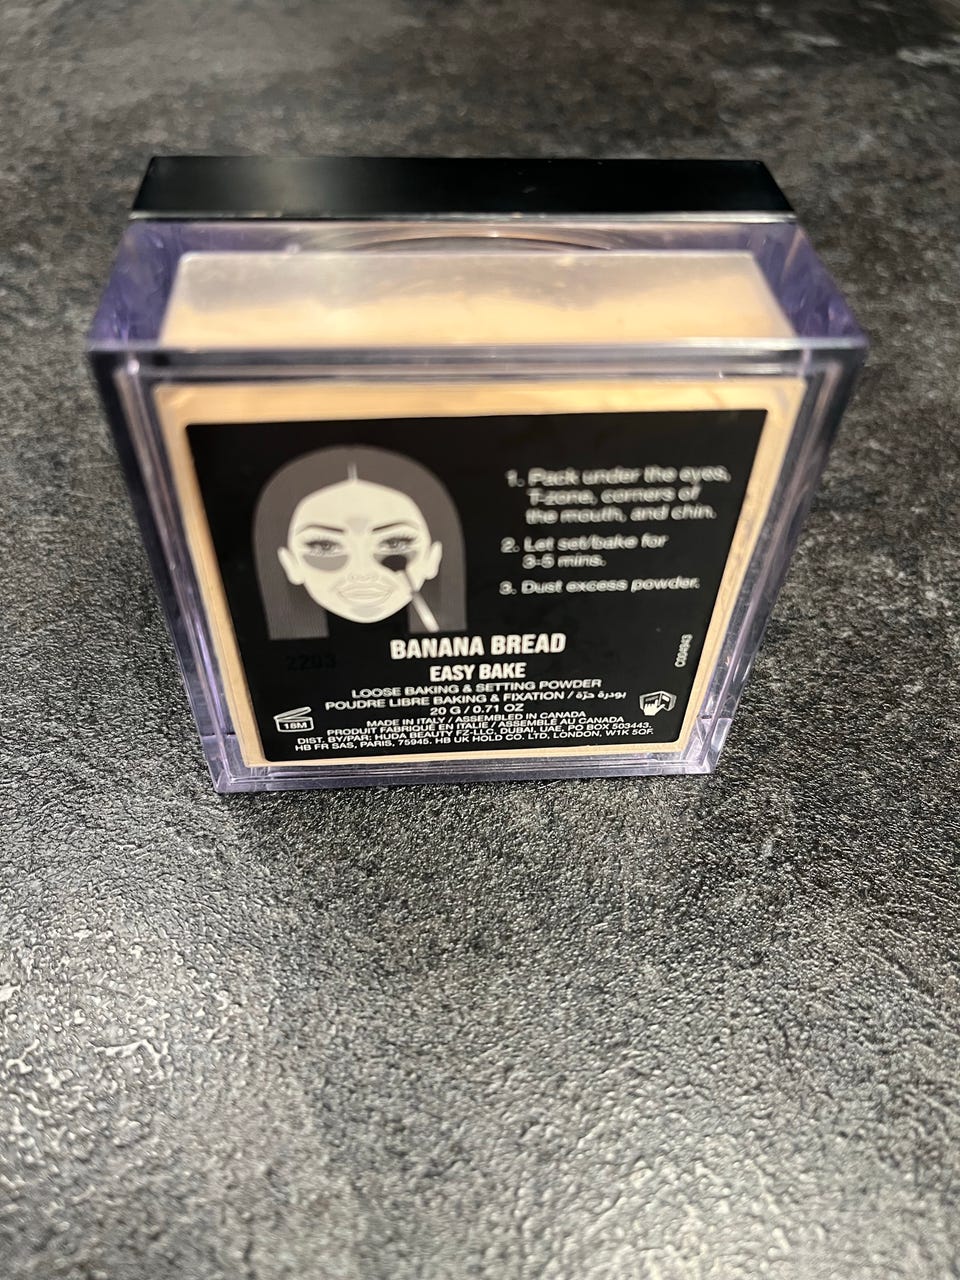 1. Pack under the eyes,
T-zone, corners of
the mouth, and chin.
2. Let set/bake for
3-5 mins.
3. Dust excess powder.
2203
BANANA BREAD
EASY BAKE
LOOSE BAKING & SETTING POWDER
POUDRE LIBRE BAKING & FIXATION / بودرة حرّة
20 G / 0.71 OZ
MADE IN ITALY / ASSEMBLED IN CANADA
PRODUIT FABRIQUÉ EN ITALIE / ASSEMBLÉ AU CANADA
DIST. BY/PAR: HUDA BEAUTY FZ-LLC, DUBAI, UAE, PO BOX 503443.
HB FR SAS, PARIS, 75945. HB UK HOLD CO. LTD, LONDON, W1K 5QF.
18M